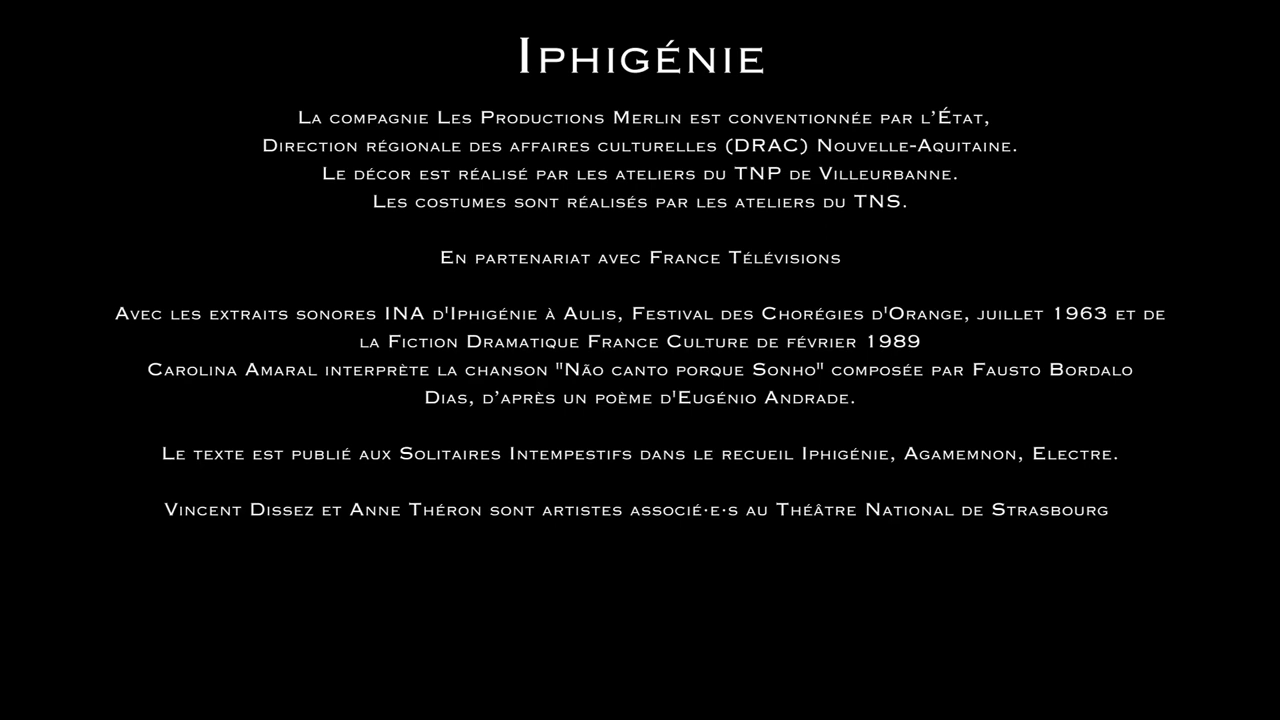 Iphigénie
La compagnie Les Productions Merlin est conventionnée par l’État,
Direction régionale des affaires culturelles (DRAC) Nouvelle-Aquitaine.
Le décor est réalisé par les ateliers du TNP de Villeurbanne.
Les costumes sont réalisés par les ateliers du TNS.
En partenariat avec France Télévisions
Avec les extraits sonores INA d'Iphigénie à Aulis, Festival des Chorégies d'Orange, juillet 1963 et de
la Fiction Dramatique France Culture de février 1989
Carolina Amaral interprète la chanson "Não canto porque Sonho" composée par Fausto Bordalo
Dias, d’après un poème d'Eugénio Andrade.
Le texte est publié aux Solitaires Intempestifs dans le recueil Iphigénie, Agamemnon, Electre.
Vincent Dissez et Anne Théron sont artistes associé·e·s au Théâtre National de Strasbourg